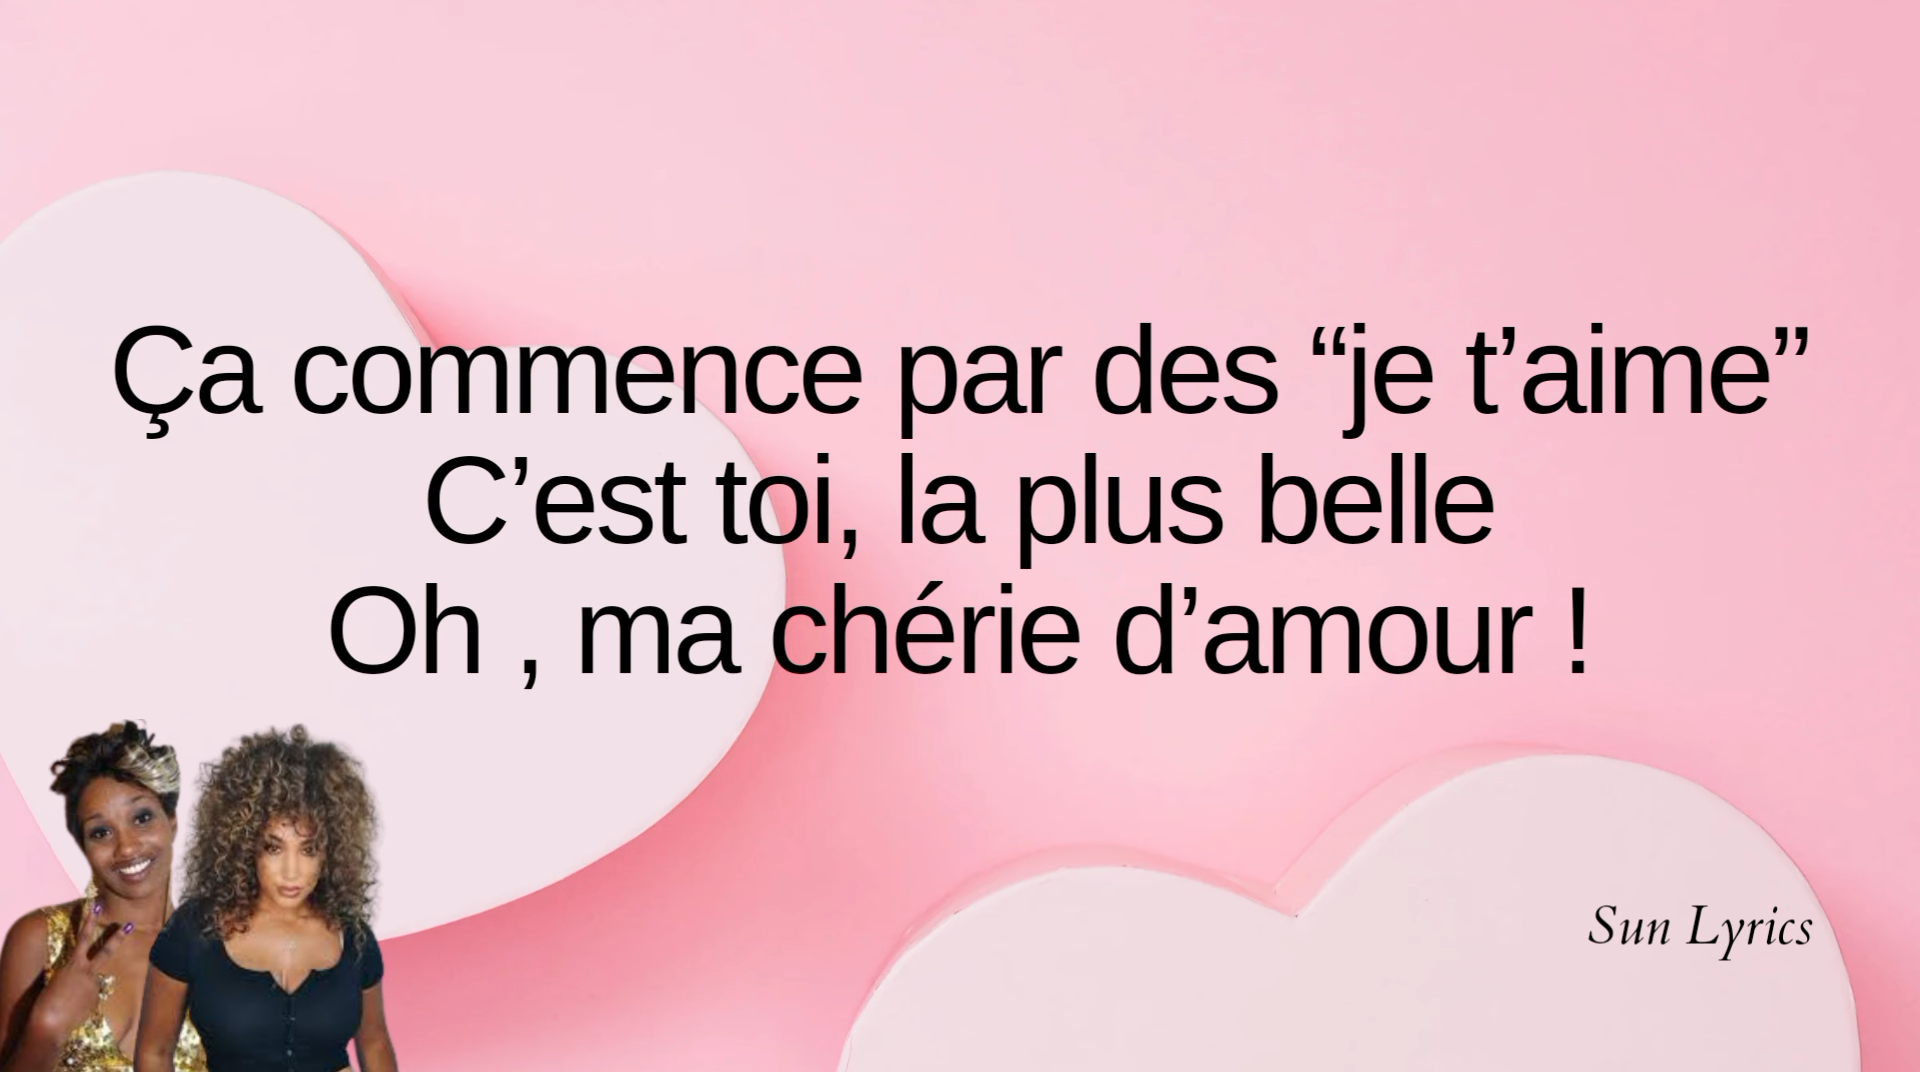 Ça commence par des “je t’aime”
C’est toi, la plus belle
Oh , ma chérie d’amour !
Sun Lyrics